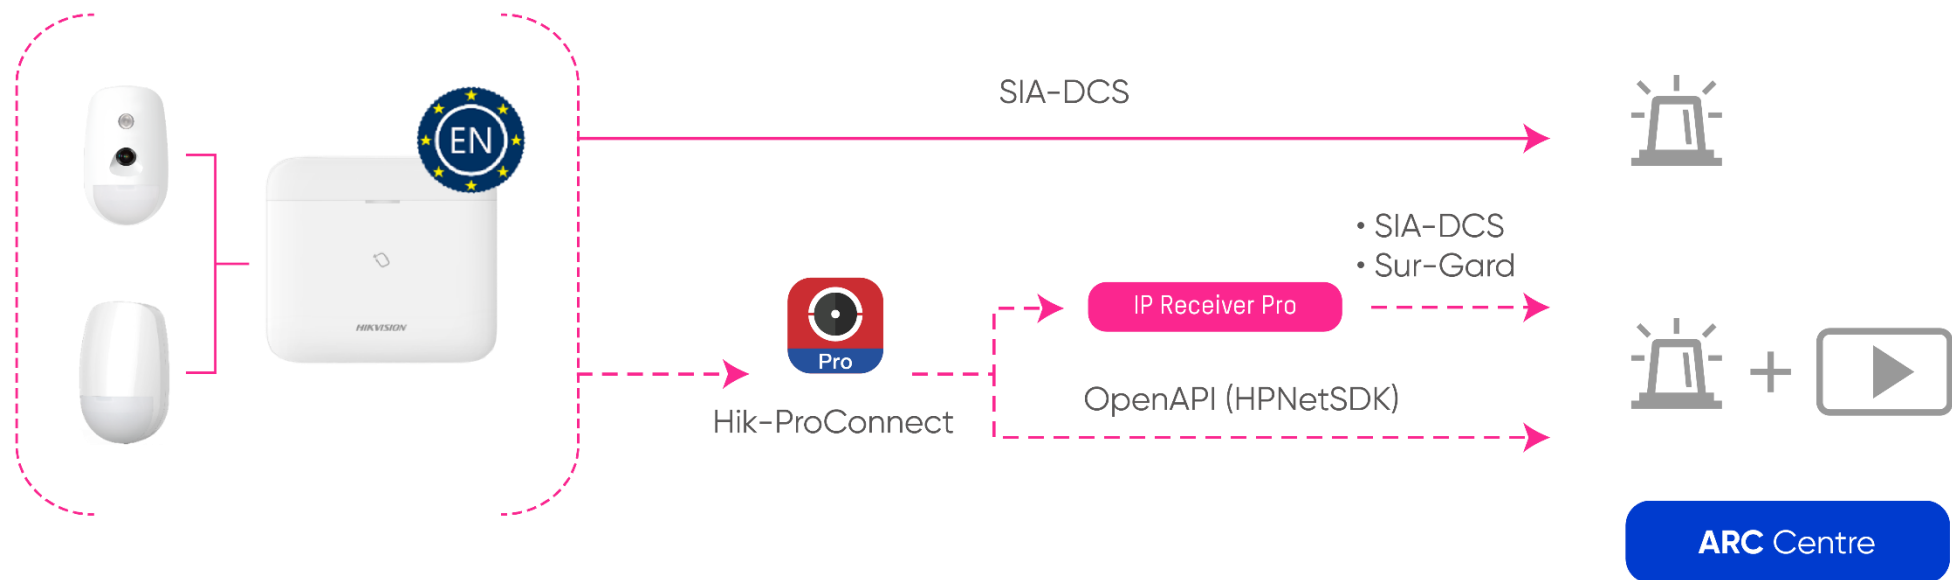 EN
HIKVISION
SIA-DCS
• SIA-DCS
• Sur-Gard
IP Receiver Pro
Pro
Hik-ProConnect
OpenAPI (HPNetSDK)
ARC Centre